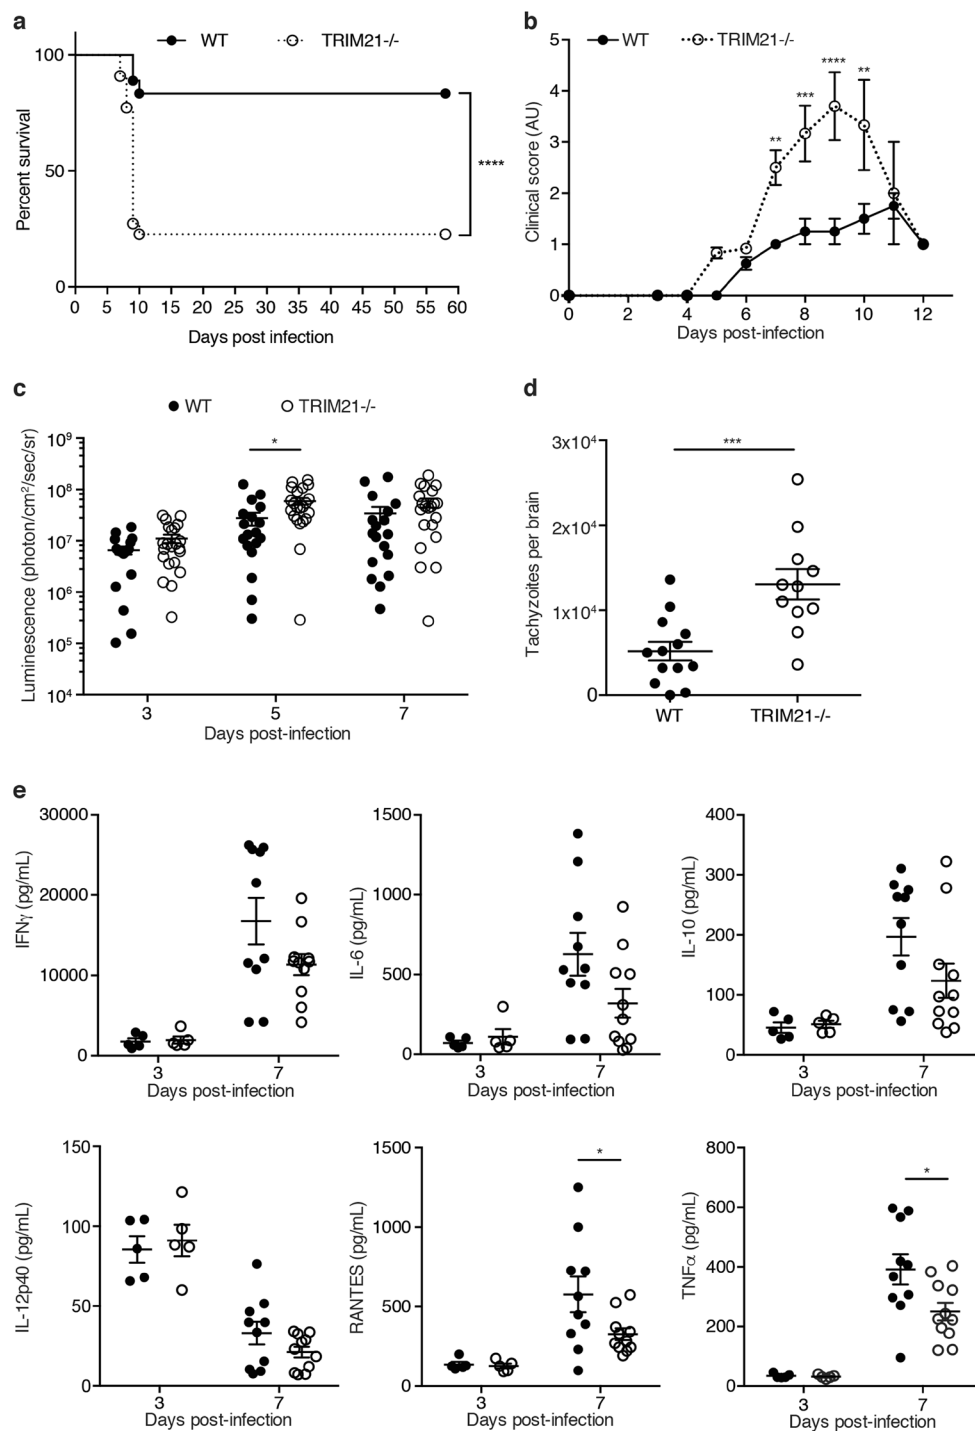 a
WT TRIM21-/-
Percent survival
100
50
0
0 5 10 15 20 25 30 35 40 45 50 55 60
Days post infection
****
b
WT TRIM21-/-
Clinical score (AU)
5
4
3
2
1
0
** *** **** **
0 2 4 6 8 10 12
Days post-infection
c
WT TRIM21-/-
Luminescence (photon/cm²/sec/sr)
10⁹
10⁸
10⁷
10⁶
10⁵
10⁴
*
3 5 7
Days post-infection
d
Tachyzoites per brain
3x10⁴
2x10⁴
1x10⁴
0
***
WT TRIM21-/-
e
IFNγ (pg/mL)
30000
20000
10000
0
3 7
Days post-infection
IL-6 (pg/mL)
1500
1000
500
0
3 7
Days post-infection
IL-10 (pg/mL)
400
300
200
100
0
3 7
Days post-infection
IL-12p40 (pg/mL)
150
100
50
0
3 7
Days post-infection
RANTES (pg/mL)
1500
1000
500
0
*
3 7
Days post-infection
TNFα (pg/mL)
800
600
400
200
0
*
3 7
Days post-infection